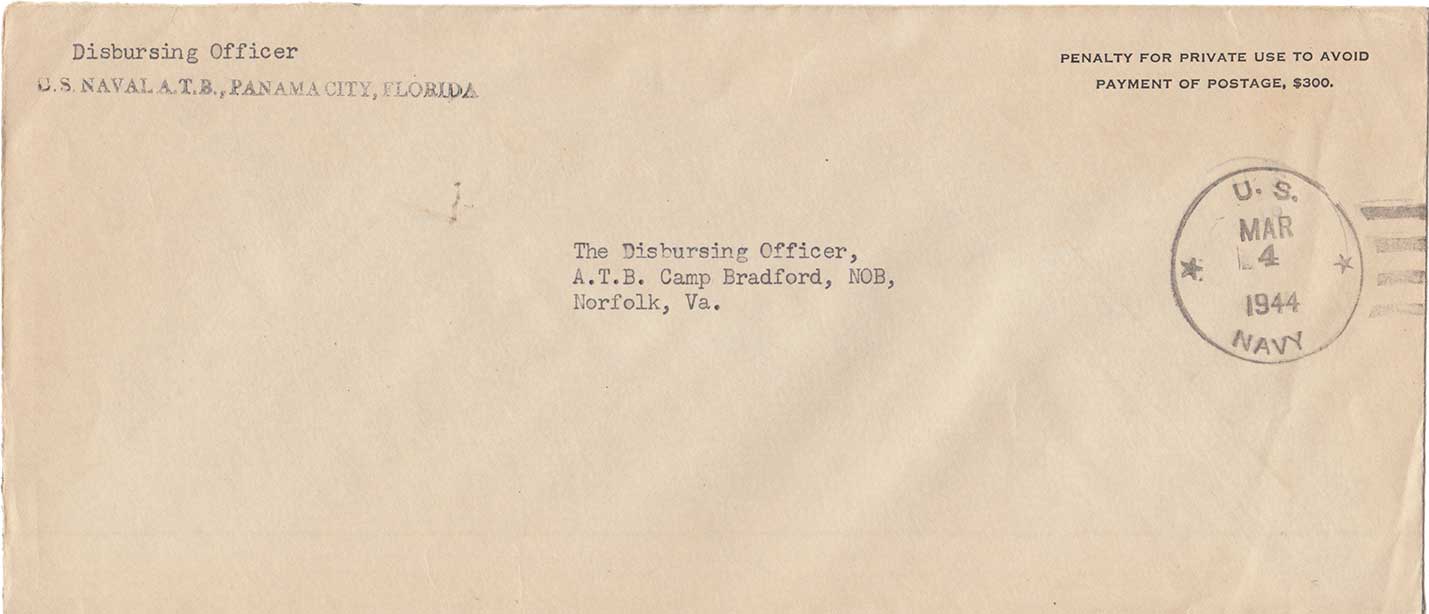 Disbursing Officer
U.S. NAVAL A.T.B., PANAMA CITY, FLORIDA
PENALTY FOR PRIVATE USE TO AVOID
PAYMENT OF POSTAGE, $300.
The Disbursing Officer,
A.T.B. Camp Bradford, NOB,
Norfolk, Va.
U. S.
MAR
4
1944
NAVY